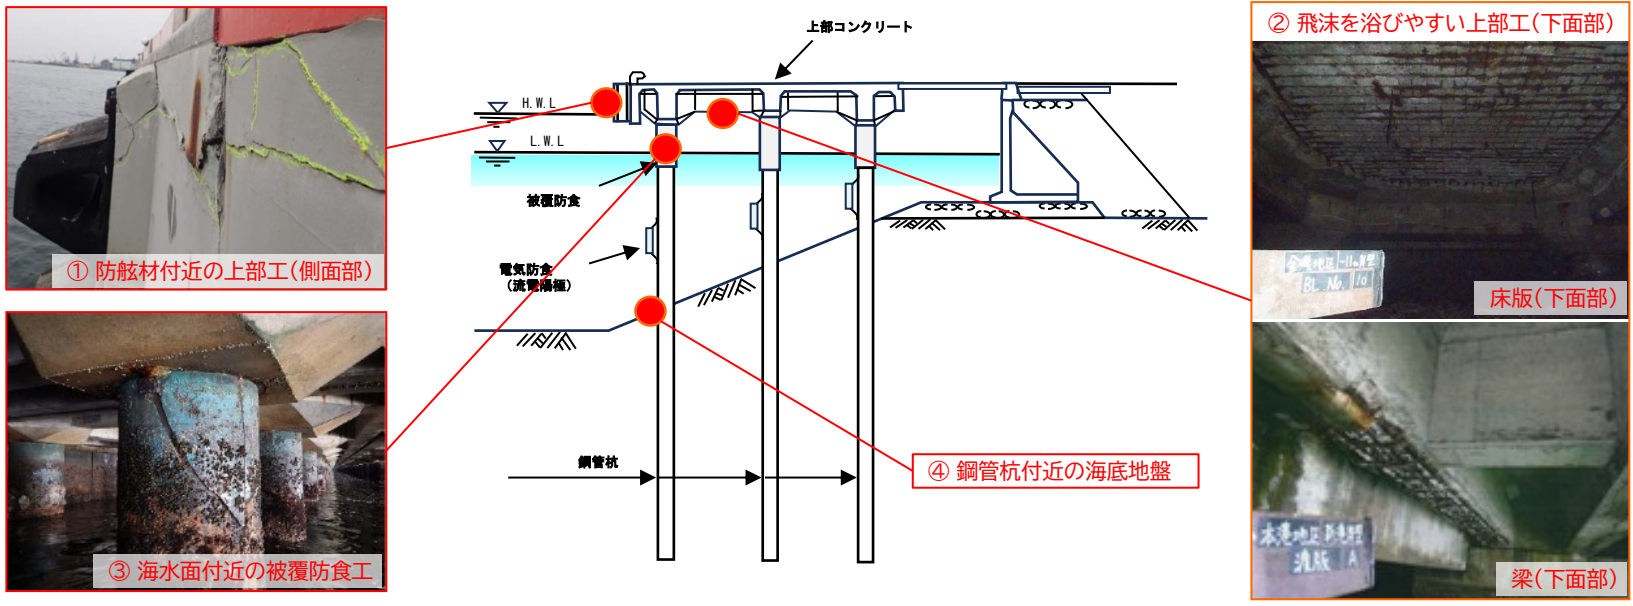 ① 防舷材付近の上部工(側面部)
③ 海水面付近の被覆防食工
上部コンクリート
H.W.L
L.W.L
被覆防食
電気防食
(流電陽極)
鋼管杭
④ 鋼管杭付近の海底地盤
② 飛沫を浴びやすい上部工(下面部)
BL No. 10
床版(下面部)
渡版 A
梁(下面部)